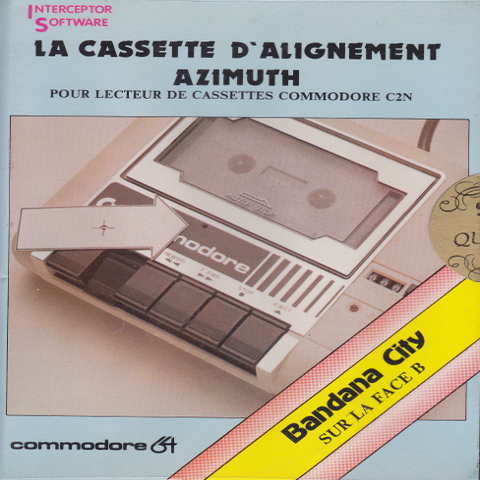 INTERCEPTOR
SOFTWARE
LA CASSETTE D'ALIGNEMENT
AZIMUTH
POUR LECTEUR DE CASSETTES COMMODORE C2N
commodore
Bandana City
SUR LA FACE B
commodore 64